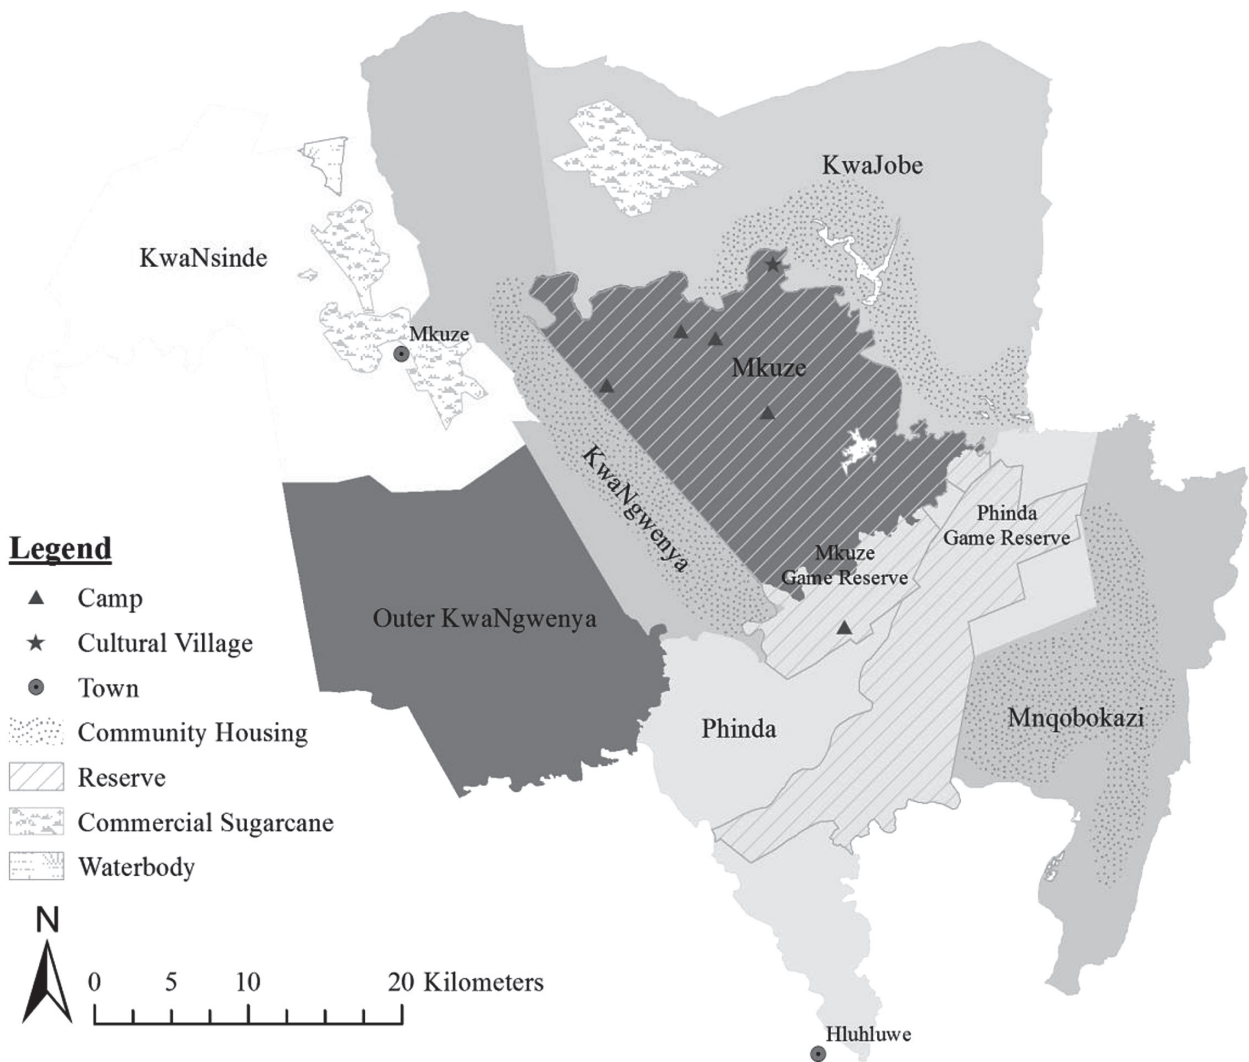 KwaJobe
KwaNsinde
Mkuze
Mkuze
KwaNgwenya
Phinda
Game Reserve
Mkuze
Game Reserve
Outer KwaNgwenya
Phinda
Mnqobokazi
Hluhluwe
Legend
Camp
Cultural Village
Town
Community Housing
Reserve
Commercial Sugarcane
Waterbody
N
0 5 10 20 Kilometers